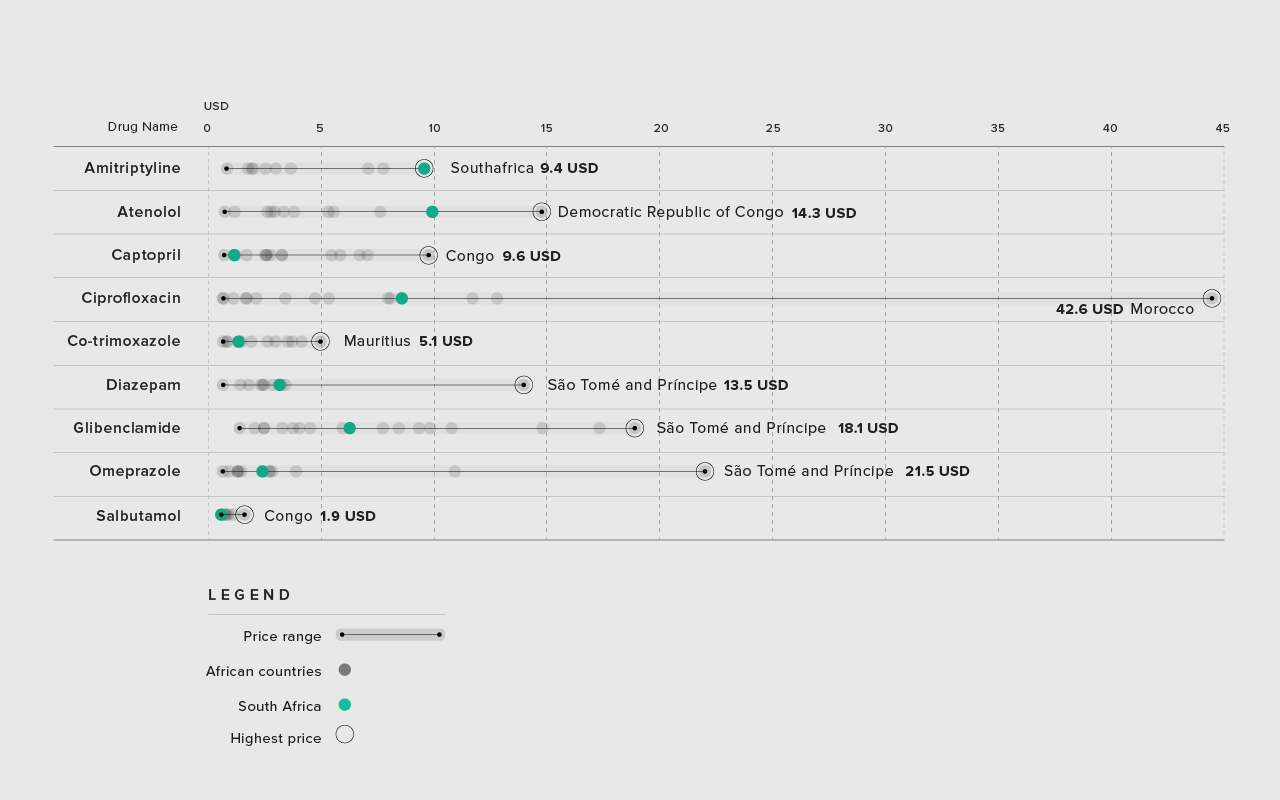 USD
Drug Name 0 5 10 15 20 25 30 35 40 45
Amitriptyline Southafrica 9.4 USD
Atenolol Democratic Republic of Congo 14.3 USD
Captopril Congo 9.6 USD
Ciprofloxacin 42.6 USD Morocco
Co-trimoxazole Mauritius 5.1 USD
Diazepam São Tomé and Príncipe 13.5 USD
Glibenclamide São Tomé and Príncipe 18.1 USD
Omeprazole São Tomé and Príncipe 21.5 USD
Salbutamol Congo 1.9 USD
LEGEND
Price range
African countries
South Africa
Highest price